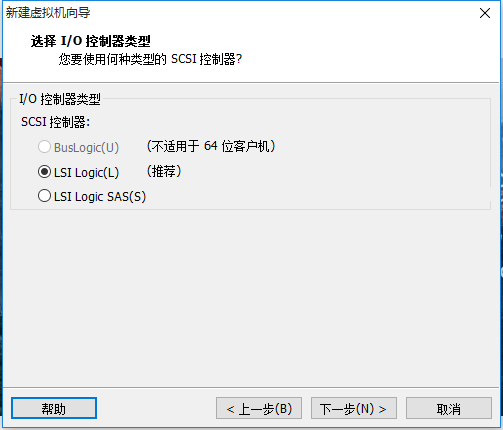 新建虚拟机向导
选择 I/O 控制器类型
您要使用何种类型的 SCSI 控制器?
I/O 控制器类型
SCSI 控制器:
BusLogic(U) （不适用于 64 位客户机）
LSI Logic(L) （推荐）
LSI Logic SAS(S)
帮助 < 上一步(B) 下一步(N) > 取消